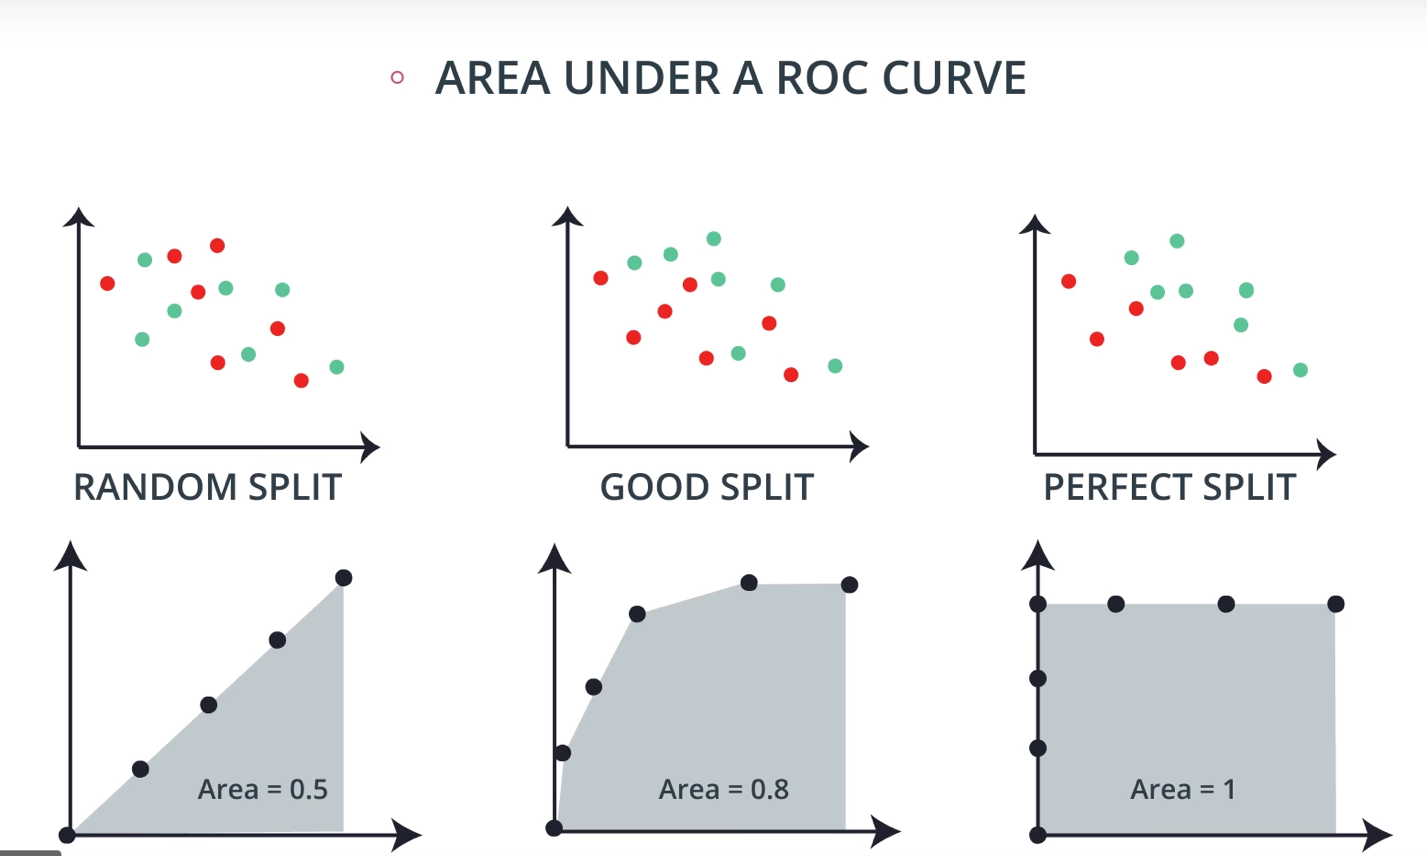 AREA UNDER A ROC CURVE
RANDOM SPLIT
GOOD SPLIT
PERFECT SPLIT
Area = 0.5
Area = 0.8
Area = 1